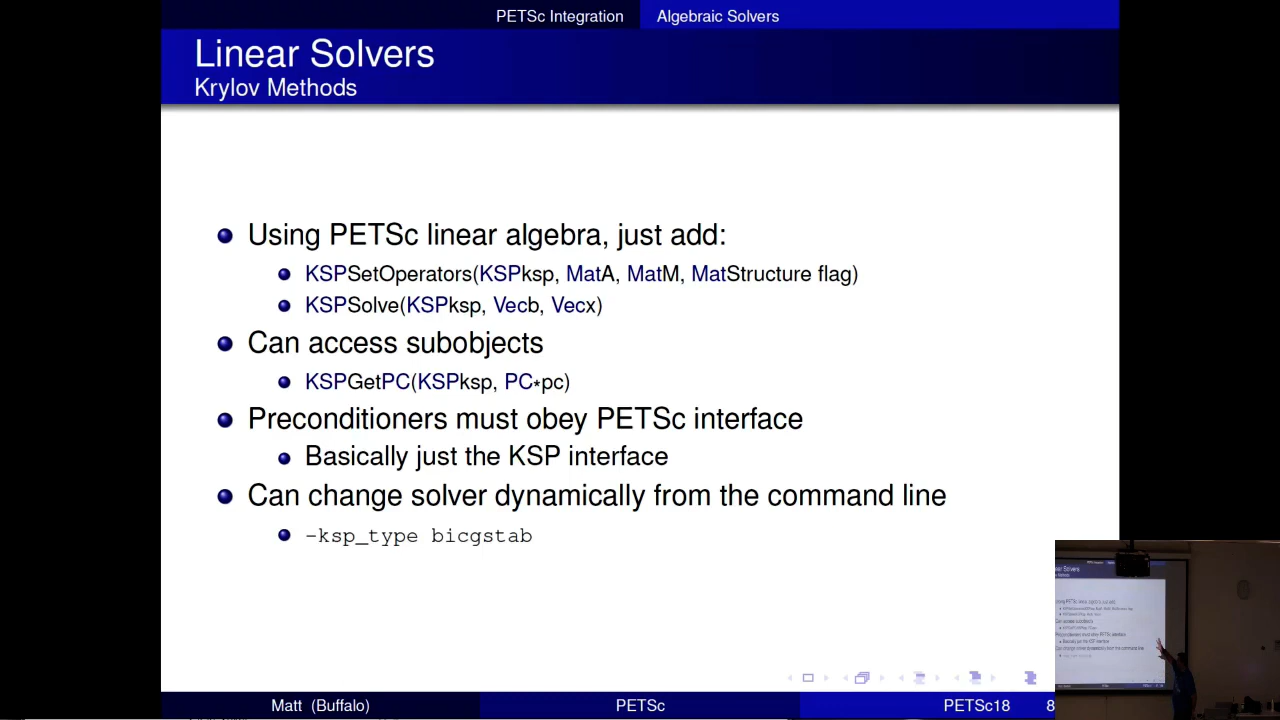 PETSc Integration Algebraic Solvers
Linear Solvers
Krylov Methods
Using PETSc linear algebra, just add:
KSPSetOperators(KSPksp, MatA, MatM, MatStructure flag)
KSPSolve(KSPksp, Vecb, Vecx)
Can access subobjects
KSPGetPC(KSPksp, PC*pc)
Preconditioners must obey PETSc interface
Basically just the KSP interface
Can change solver dynamically from the command line
-ksp_type bicgstab
Matt (Buffalo) PETSc PETSc18 8